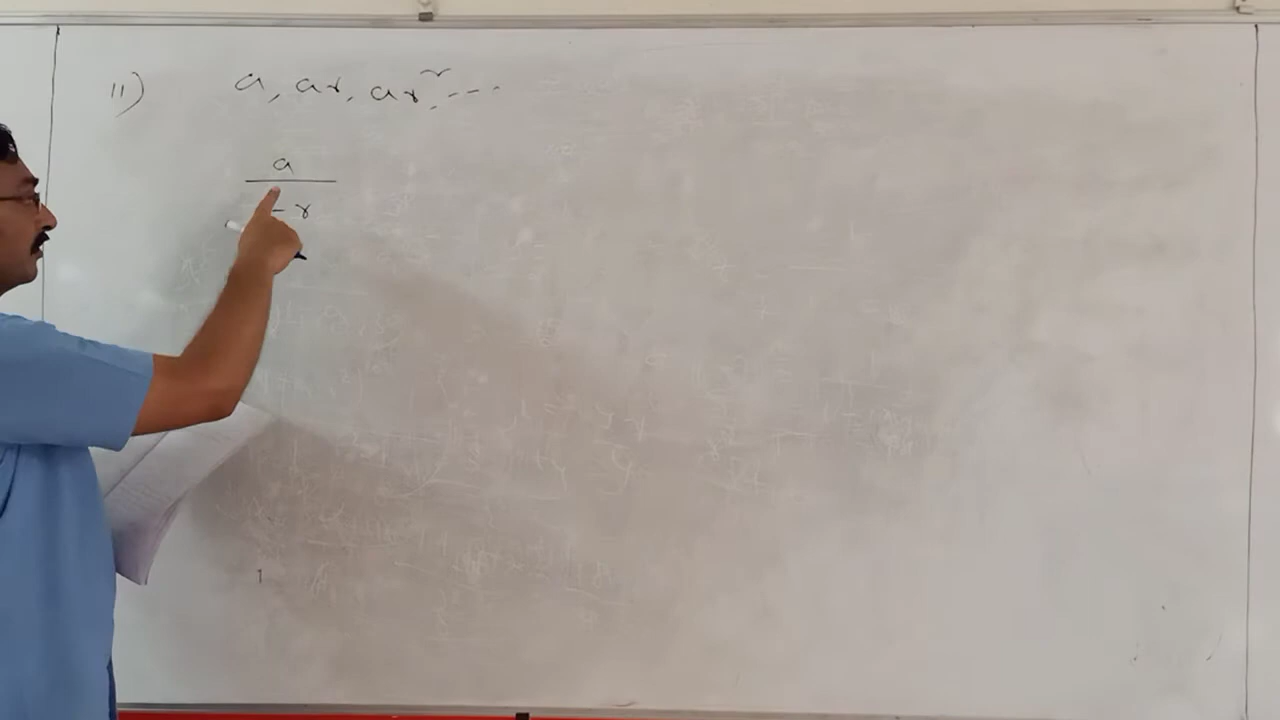 11) a, ar, ar², ----
a
- r